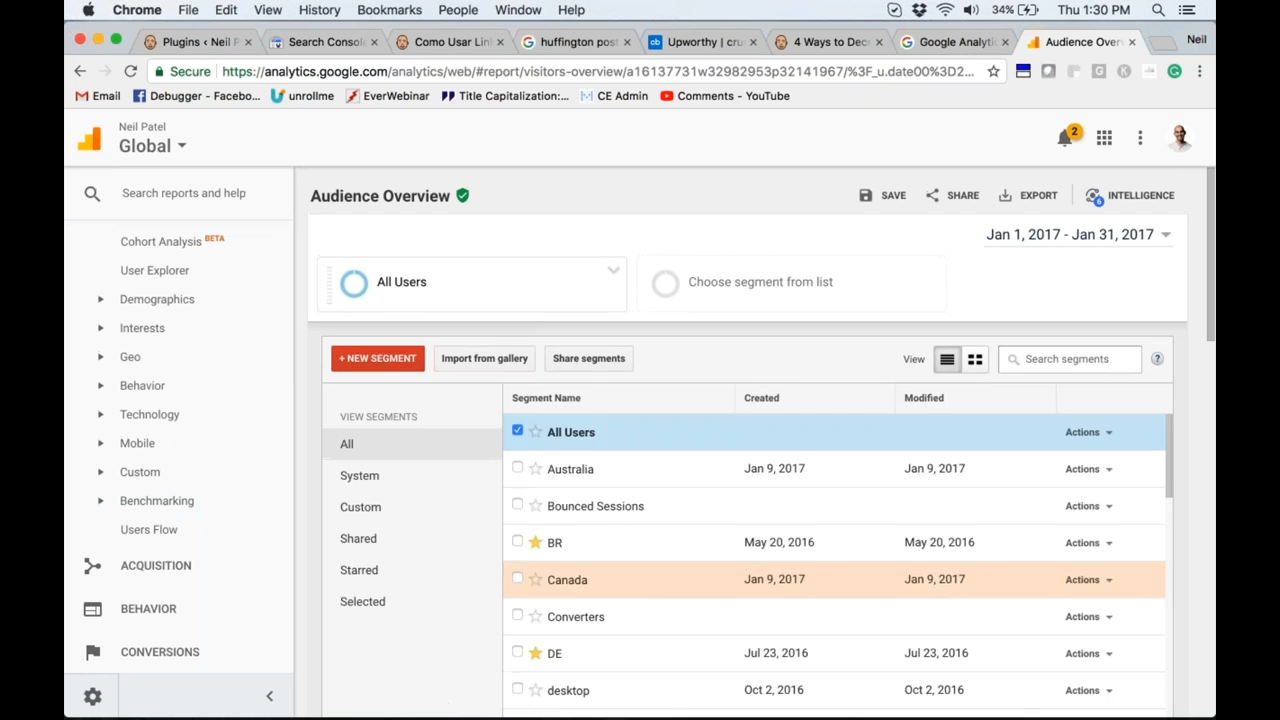 Chrome File Edit View History Bookmarks People Window Help 34% Thu 1:30 PM
Plugins ‹ Neil P Search Console Como Usar Lin huffington post Upworthy | cru 4 Ways to Decr Google Analyti Audience Over Neil
Secure https://analytics.google.com/analytics/web/#report/visitors-overview/a16137731w32982953p32141967/%3F_u.date00%3D2...
Email Debugger - Facebo... unrollme EverWebinar Title Capitalization:... CE Admin Comments - YouTube
Neil Patel
Global
2
Search reports and help
Audience Overview
SAVE SHARE EXPORT 6 INTELLIGENCE
Jan 1, 2017 - Jan 31, 2017
All Users
Choose segment from list
Cohort Analysis BETA
User Explorer
Demographics
Interests
Geo
Behavior
Technology
Mobile
Custom
Benchmarking
Users Flow
ACQUISITION
BEHAVIOR
CONVERSIONS
+ NEW SEGMENT Import from gallery Share segments View Search segments ?
VIEW SEGMENTS
All
System
Custom
Shared
Starred
Selected
Segment Name Created Modified
All Users Actions
Australia Jan 9, 2017 Jan 9, 2017 Actions
Bounced Sessions Actions
BR May 20, 2016 May 20, 2016 Actions
Canada Jan 9, 2017 Jan 9, 2017 Actions
Converters Actions
DE Jul 23, 2016 Jul 23, 2016 Actions
desktop Oct 2, 2016 Oct 2, 2016 Actions